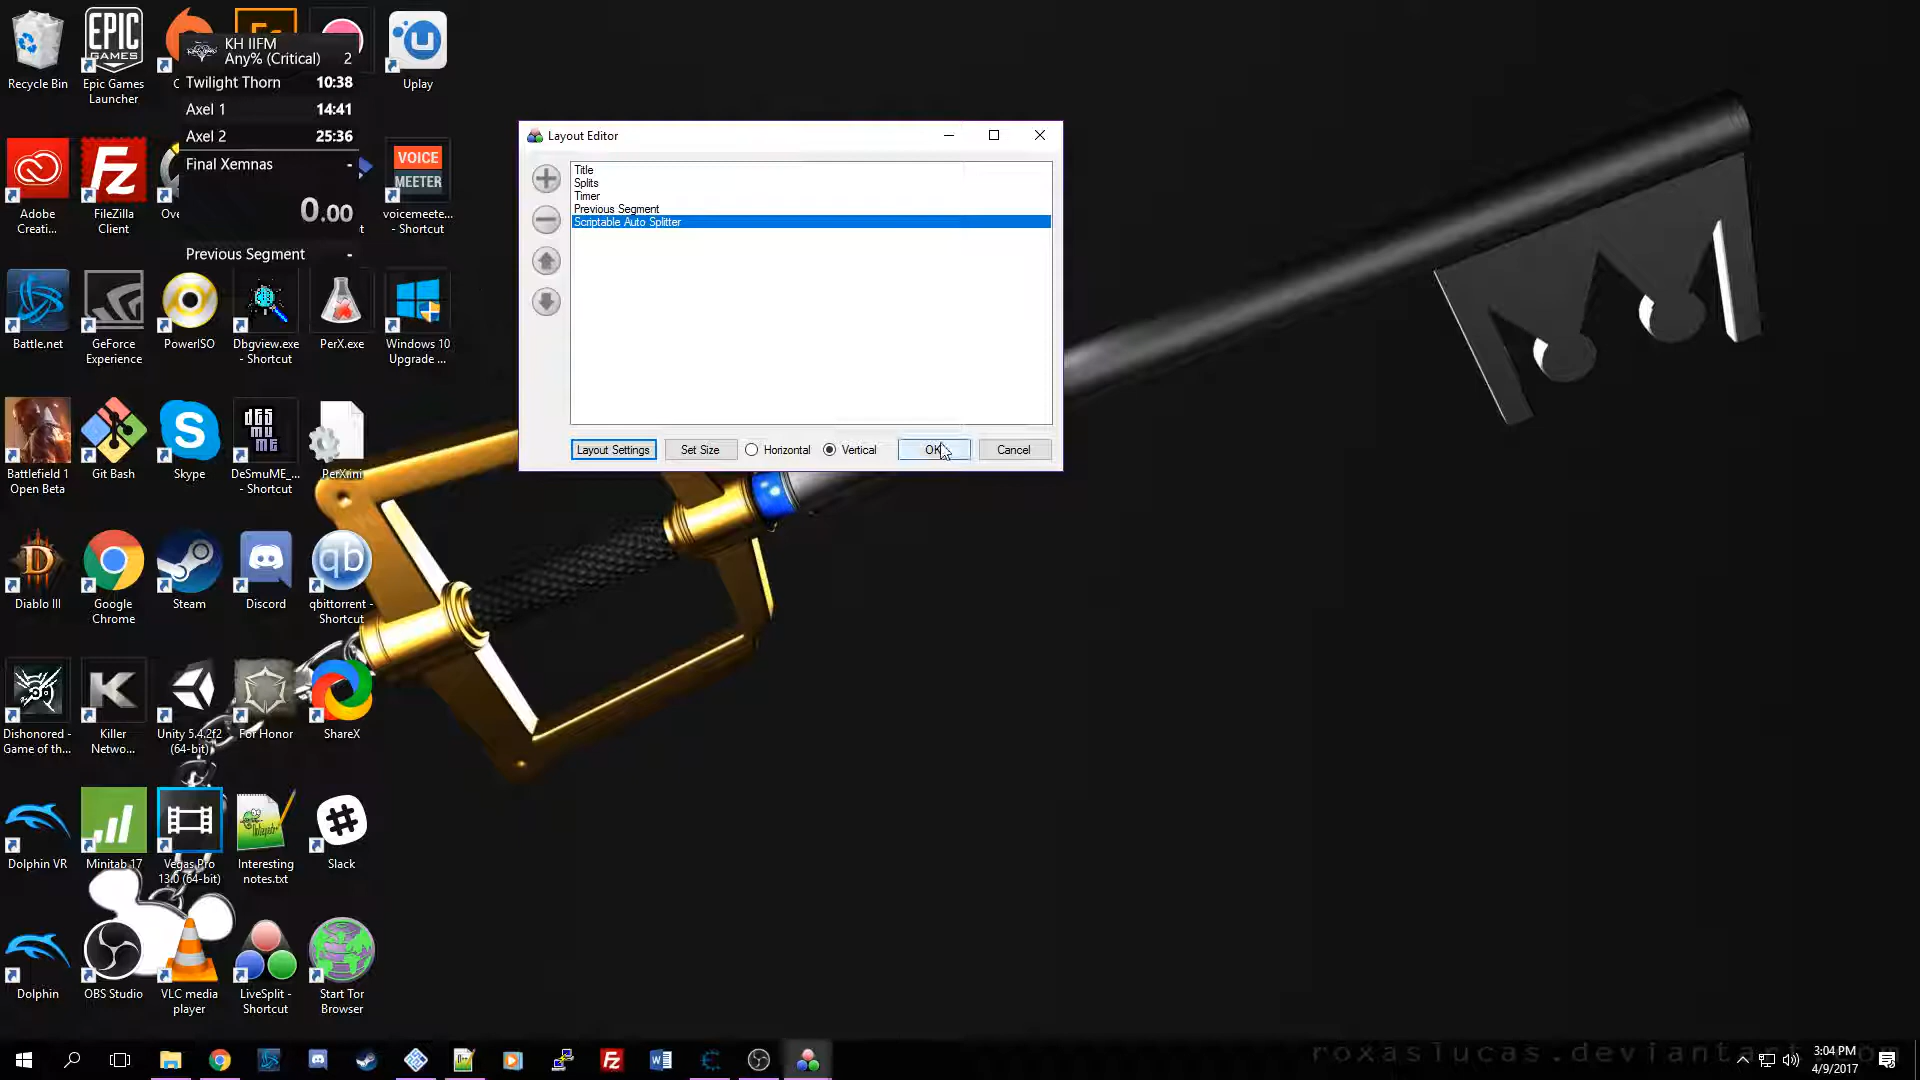 Recycle Bin
EPIC
GAMES
Epic Games
Launcher
KH IIFM
Any% (Critical)
2
Twilight Thorn
10:38
Axel 1
14:41
Axel 2
25:36
Final Xemnas
-
0.00
Previous Segment
-
Uplay
Adobe
Creati...
FileZilla
Client
VOICE
MEETER
voicemeete...
- Shortcut
Battle.net
GeForce
Experience
PowerISO
Dbgview.exe
- Shortcut
PerX.exe
Windows 10
Upgrade ...
Battlefield 1
Open Beta
Git Bash
Skype
DeSmuME_...
- Shortcut
PerX.ini
Diablo III
Google
Chrome
Steam
Discord
qb
qbittorrent -
Shortcut
Dishonored -
Game of th...
Killer
Netwo...
Unity 5.4.2f2
(64-bit)
For Honor
ShareX
Dolphin VR
Minitab 17
Vegas Pro
13.0 (64-bit)
Interesting
notes.txt
Slack
Dolphin
OBS Studio
VLC media
player
LiveSplit -
Shortcut
Start Tor
Browser
Layout Editor
Title
Splits
Timer
Previous Segment
Scriptable Auto Splitter
Layout Settings
Set Size
Horizontal
Vertical
OK
Cancel
3:04 PM
4/9/2017